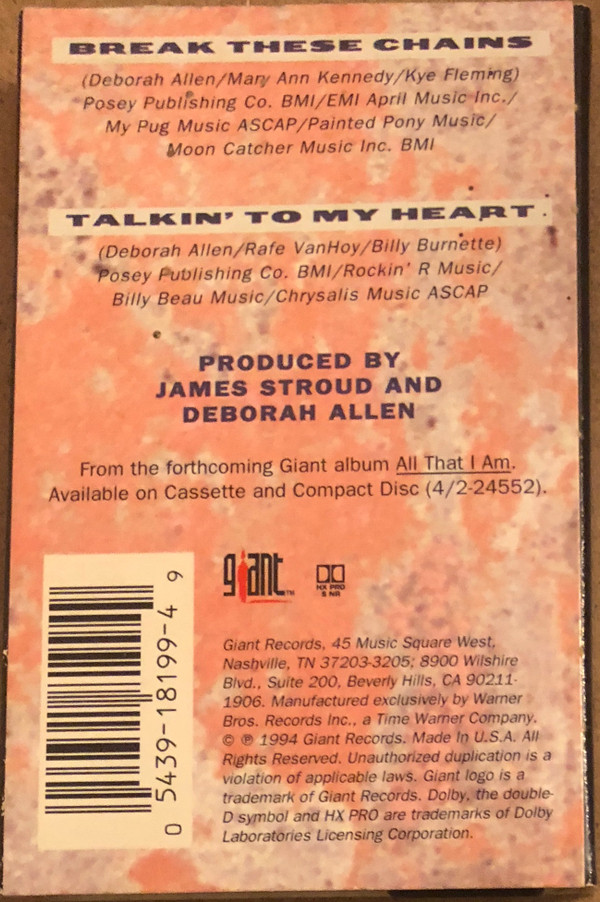 BREAK THESE CHAINS
(Deborah Allen/Mary Ann Kennedy/Kye Fleming)
Posey Publishing Co. BMI/EMI April Music Inc./
My Pug Music ASCAP/Painted Pony Music/
Moon Catcher Music Inc. BMI
TALKIN' TO MY HEART
(Deborah Allen/Rafe VanHoy/Billy Burnette)
Posey Publishing Co. BMI/Rockin' R Music/
Billy Beau Music/Chrysalis Music ASCAP
PRODUCED BY
JAMES STROUD AND
DEBORAH ALLEN
From the forthcoming Giant album All That I Am.
Available on Cassette and Compact Disc (4/2-24552).
giant™
HX PRO
B NR
0 5439-18199-4 9
Giant Records, 45 Music Square West,
Nashville, TN 37203-3205; 8900 Wilshire
Blvd., Suite 200, Beverly Hills, CA 90211-
1906. Manufactured exclusively by Warner
Bros. Records Inc., a Time Warner Company.
© ℗ 1994 Giant Records. Made In U.S.A. All
Rights Reserved. Unauthorized duplication is a
violation of applicable laws. Giant logo is a
trademark of Giant Records. Dolby, the double-
D symbol and HX PRO are trademarks of Dolby
Laboratories Licensing Corporation.